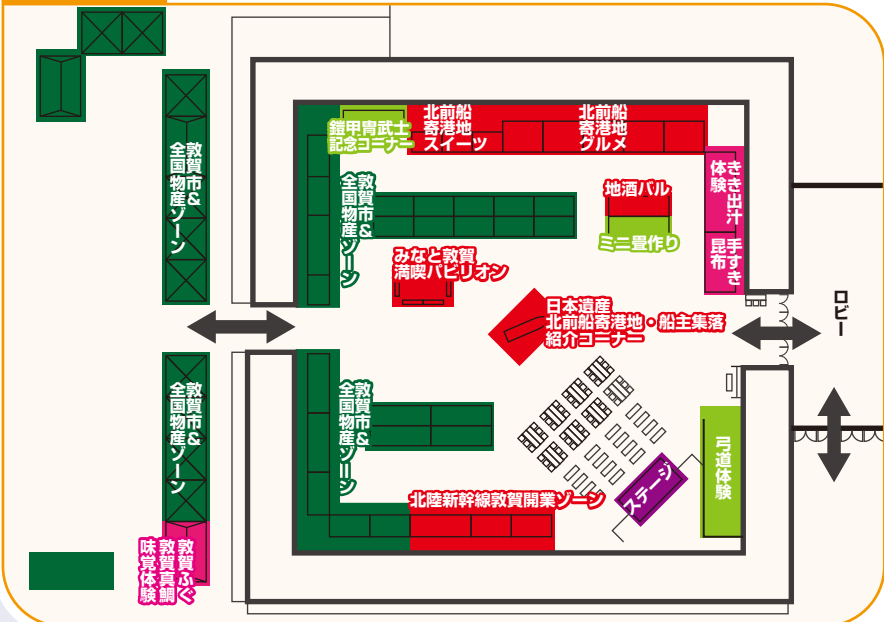 敦賀市&
全国物産ゾーン
鎧甲冑武士
記念コーナー
北前船
寄港地
スイーツ
北前船
寄港地
グルメ
きき出汁
体験
手すき
昆布
敦賀市&
全国物産ゾーン
地酒バル
ミニ畳作り
みなと敦賀
満喫パビリオン
日本遺産
北前船寄港地・船主集落
紹介コーナー
ロビー
敦賀市&
全国物産ゾーン
敦賀市&
全国物産ゾーン
弓道体験
ステージ
北陸新幹線敦賀開業ゾーン
敦賀ふぐ
敦賀真鯛
味覚体験